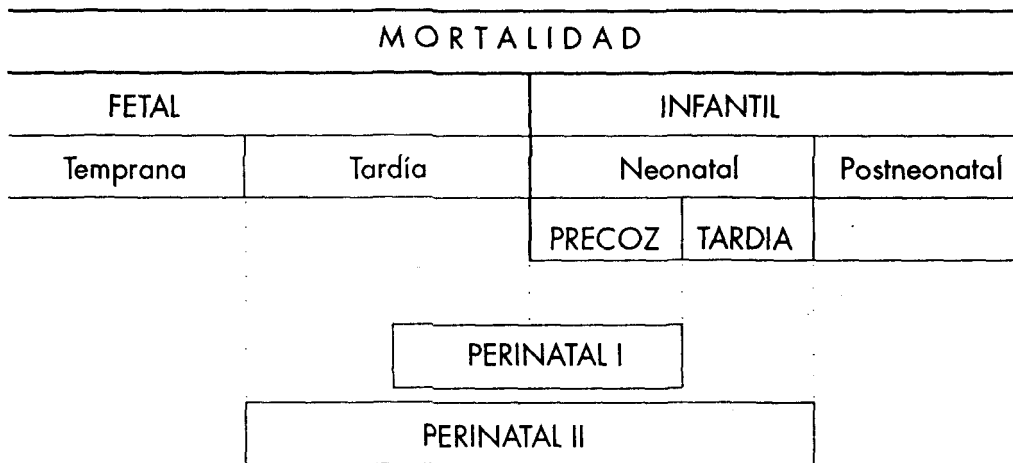 MORTALIDAD
FETAL INFANTIL
Temprana Tardía Neonatal Postneonatal
PRECOZ TARDIA
PERINATAL I
PERINATAL II